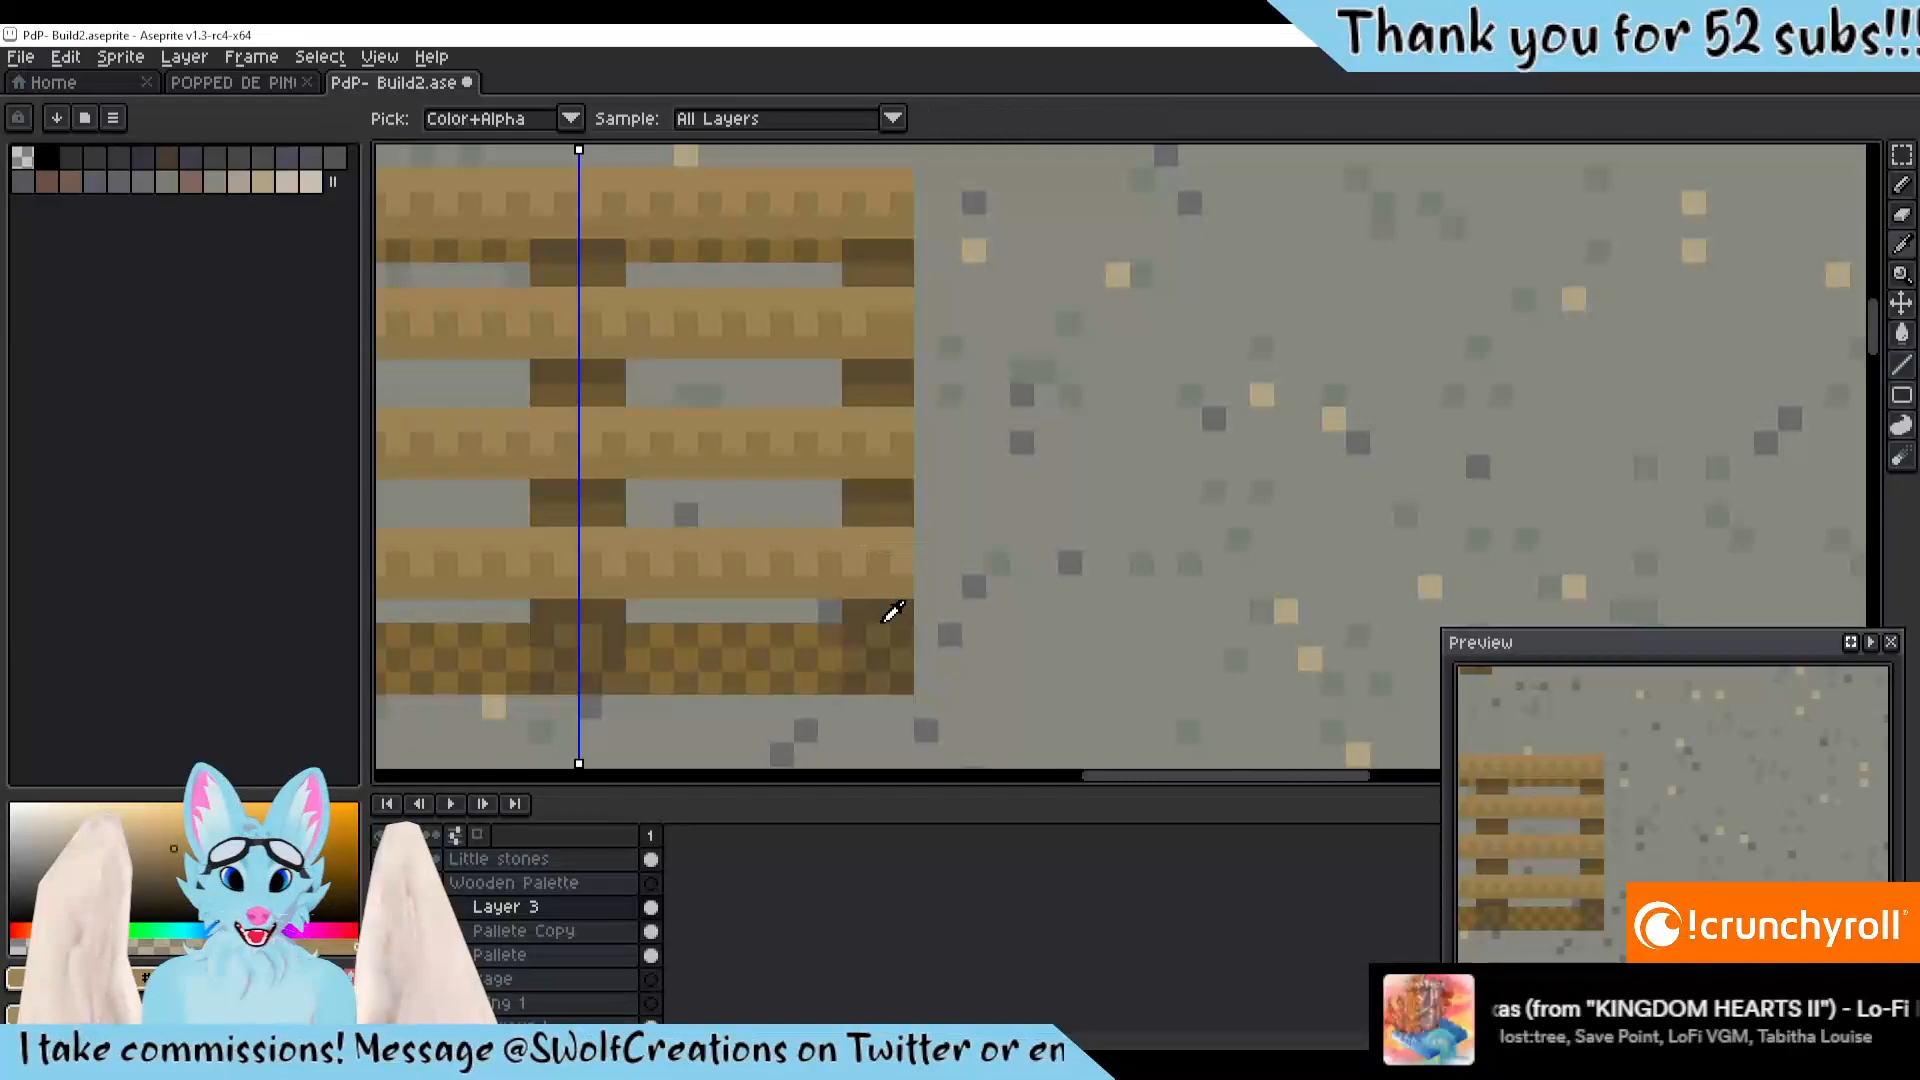 PdP- Build2.aseprite - Aseprite v1.3-rc4-x64
Thank you for 52 subs!!!
File Edit Sprite Layer Select View Help
Frame
Home
POPPED DE PIN
PdP- Build2.ase
Pick: Color+Alpha Sample: All Layers
Preview
1
Little stones
Wooden Palette
Layer 3
Pallete Copy
Pallete
age
ng 1
!crunchyroll
as (from "KINGDOM HEARTS II") - Lo-Fi
lost:tree, Save Point, LoFi VGM, Tabitha Louise
I take commissions! Message @SWolfCreations on Twitter or en